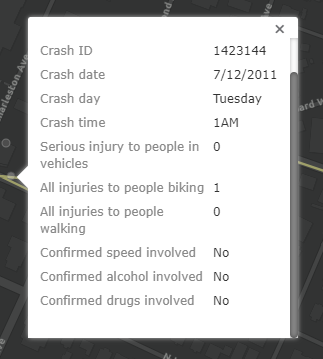 ×
Crash ID 1423144
Crash date 7/12/2011
Crash day Tuesday
Crash time 1AM
Serious injury to people in 0
vehicles
All injuries to people biking 1
All injuries to people 0
walking
Confirmed speed involved No
Confirmed alcohol involved No
Confirmed drugs involved No